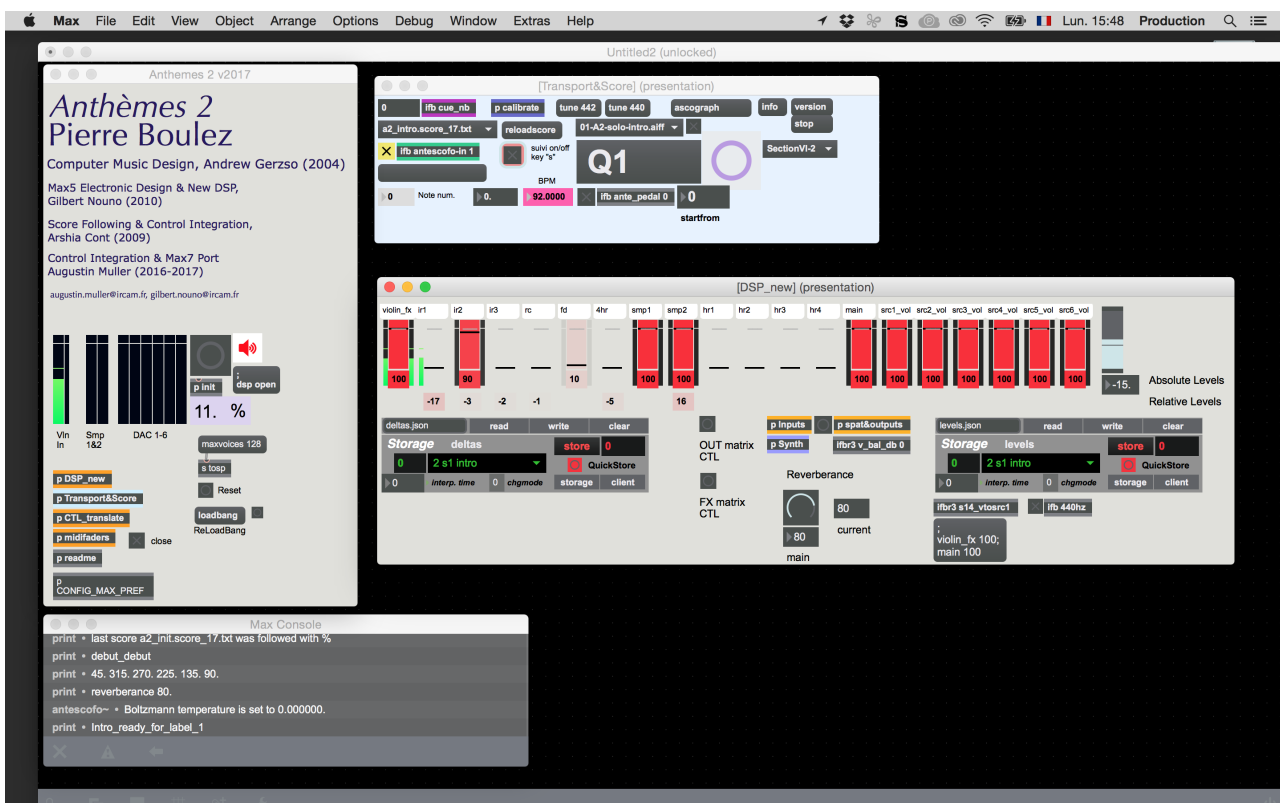 Max File Edit View Object Arrange Options Debug Window Extras Help Lun. 15:48 Production
Untitled2 (unlocked)
Anthemes 2 v2017
Anthèmes 2
Pierre Boulez
Computer Music Design, Andrew Gerzso (2004)
Max5 Electronic Design & New DSP,
Gilbert Nouno (2010)
Score Following & Control Integration,
Arshia Cont (2009)
Control Integration & Max7 Port
Augustin Muller (2016-2017)
augustin.muller@ircam.fr, gilbert.nouno@ircam.fr
p init
;
dsp open
11. %
Vln
In
Smp
1&2
DAC 1-6
maxvoices 128
s tosp
Reset
loadbang
ReLoadBang
p DSP_new
p Transport&Score
p CTL_translate
p midifaders
close
p readme
p
CONFIG_MAX_PREF
[Transport&Score] (presentation)
0 ifb cue_nb p calibrate tune 442 tune 440 ascograph info version
stop
a2_intro.score_17.txt reloadscore 01-A2-solo-intro.aiff
ifb antescofo-in 1
suivi on/off
key "s"
Q1
SectionVI-2
BPM
0 Note num. 0. 92.0000 ifb ante_pedal 0 0
startfrom
[DSP_new] (presentation)
violin_fx ir1 ir2 ir3 rc fd 4hr smp1 smp2 hr1 hr2 hr3 hr4 main src1_vol src2_vol src3_vol src4_vol src5_vol src6_vol
100 90 10 100 100 100 100 100 100 100 100 100 -15. Absolute Levels
-17 -3 -2 -1 -5 16 Relative Levels
deltas.json read write clear
Storage deltas store 0
0 2 s1 intro QuickStore
0 interp. time 0 chgmode storage client
OUT matrix
CTL
FX matrix
CTL
p Inputs p spat&outputs
p Synth ifbr3 v_bal_db 0
Reverberance
80
current
80
main
levels.json read write clear
Storage levels store 0
0 2 s1 intro QuickStore
0 interp. time 0 chgmode storage client
ifbr3 s14_vtosrc1 ifb 440hz
;
violin_fx 100;
main 100
Max Console
print • last score a2_init.score_17.txt was followed with %
print • debut_debut
print • 45. 315. 270. 225. 135. 90.
print • reverberance 80.
antescofo~ • Boltzmann temperature is set to 0.000000.
print • Intro_ready_for_label_1